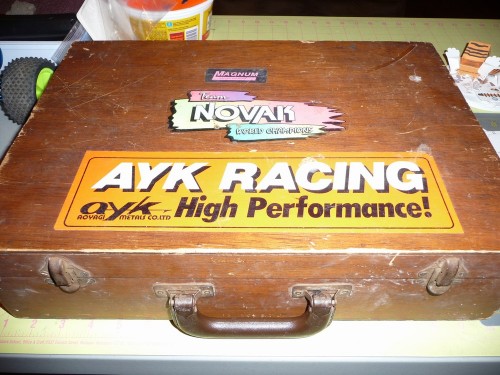 MAGNUM
Team
NOVAK
WORLD CHAMPIONS
AYK RACING
ayk High Performance!
AOYAGI METALS CO.LTD